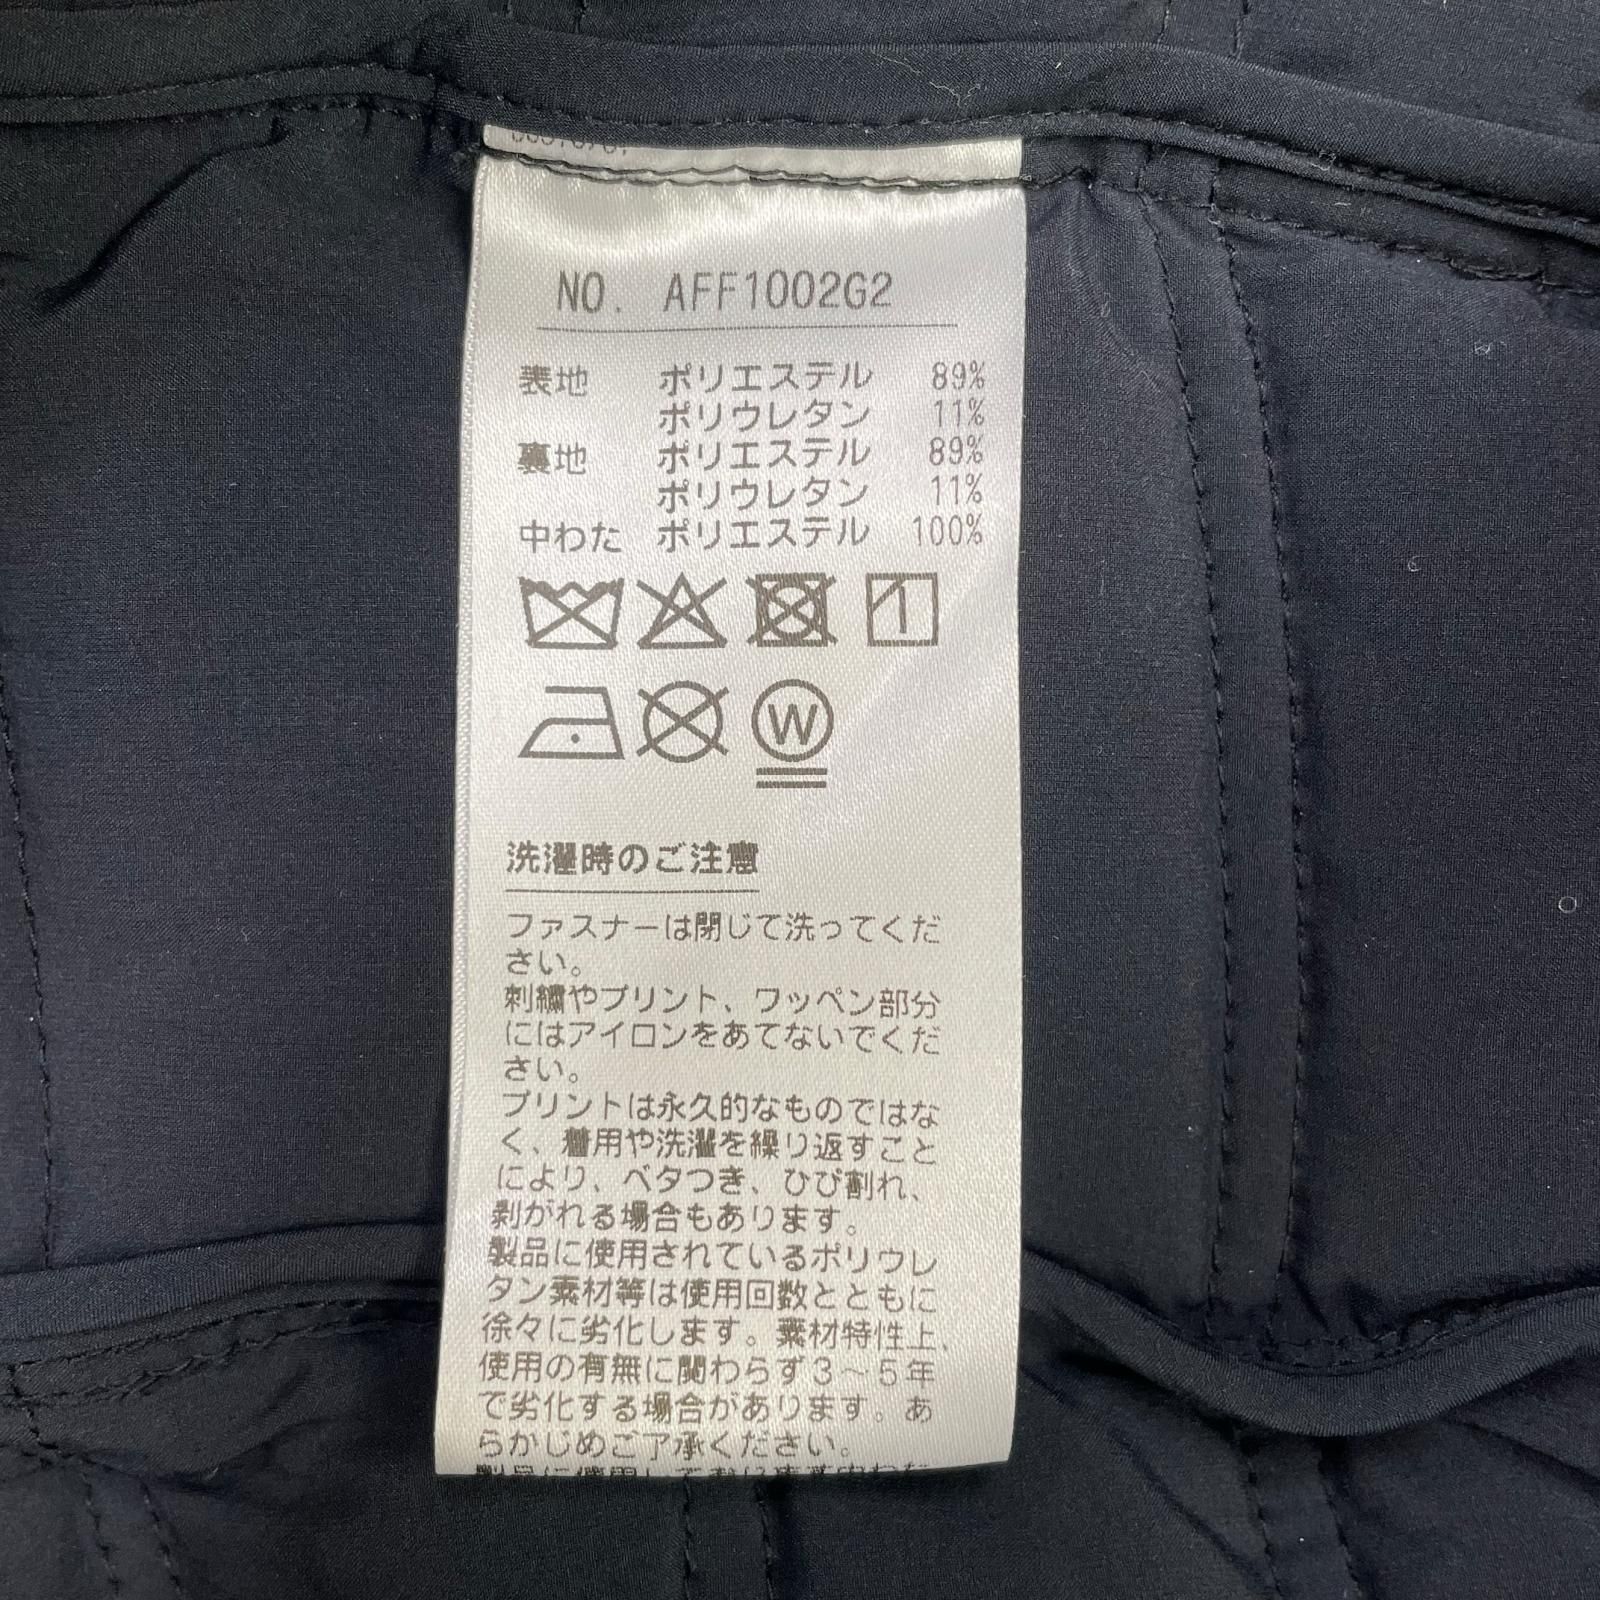 NO. AFF1002G2
表地 ポリエステル 89%
ポリウレタン 11%
裏地 ポリエステル 89%
ポリウレタン 11%
中わた ポリエステル 100%
1
W
洗濯時のご注意
ファスナーは閉じて洗ってくだ
さい。
刺繍やプリント、ワッペン部分
にはアイロンをあてないでくだ
さい。
プリントは永久的なものではな
く、着用や洗濯を繰り返すこと
により、ベタつき、ひび割れ、
剥がれる場合もあります。
製品に使用されているポリウレ
タン素材等は使用回数とともに
徐々に劣化します。素材特性上、
使用の有無に関わらず3～5年
で劣化する場合があります。あ
らかじめご了承ください。